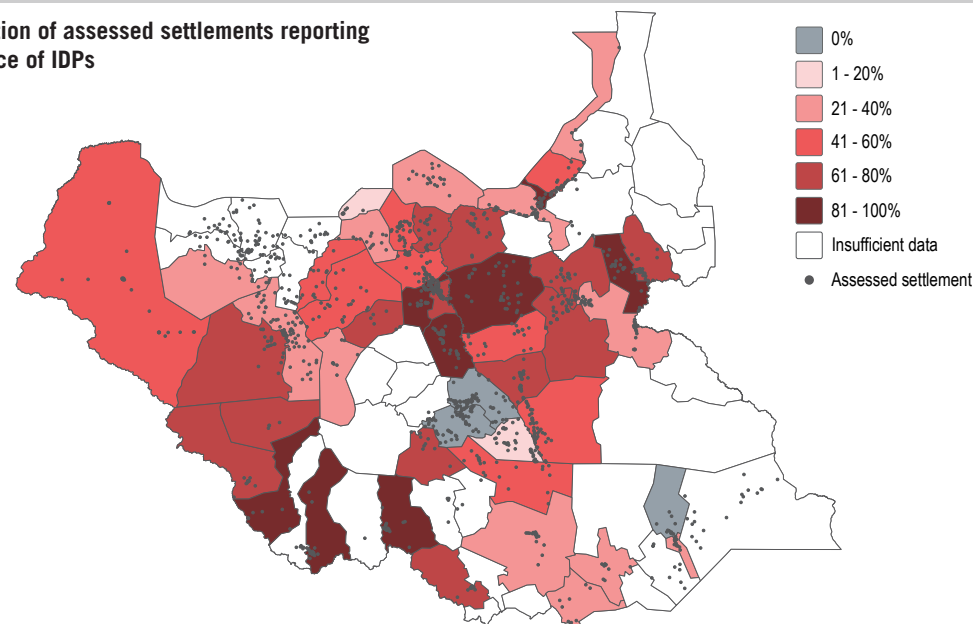 tion of assessed settlements reporting
ce of IDPs
0%
1 - 20%
21 - 40%
41 - 60%
61 - 80%
81 - 100%
Insufficient data
Assessed settlement